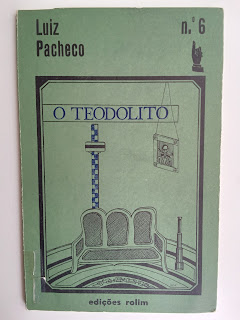 Luiz
Pacheco
n.º 6
O TEODOLITO
edições rolim